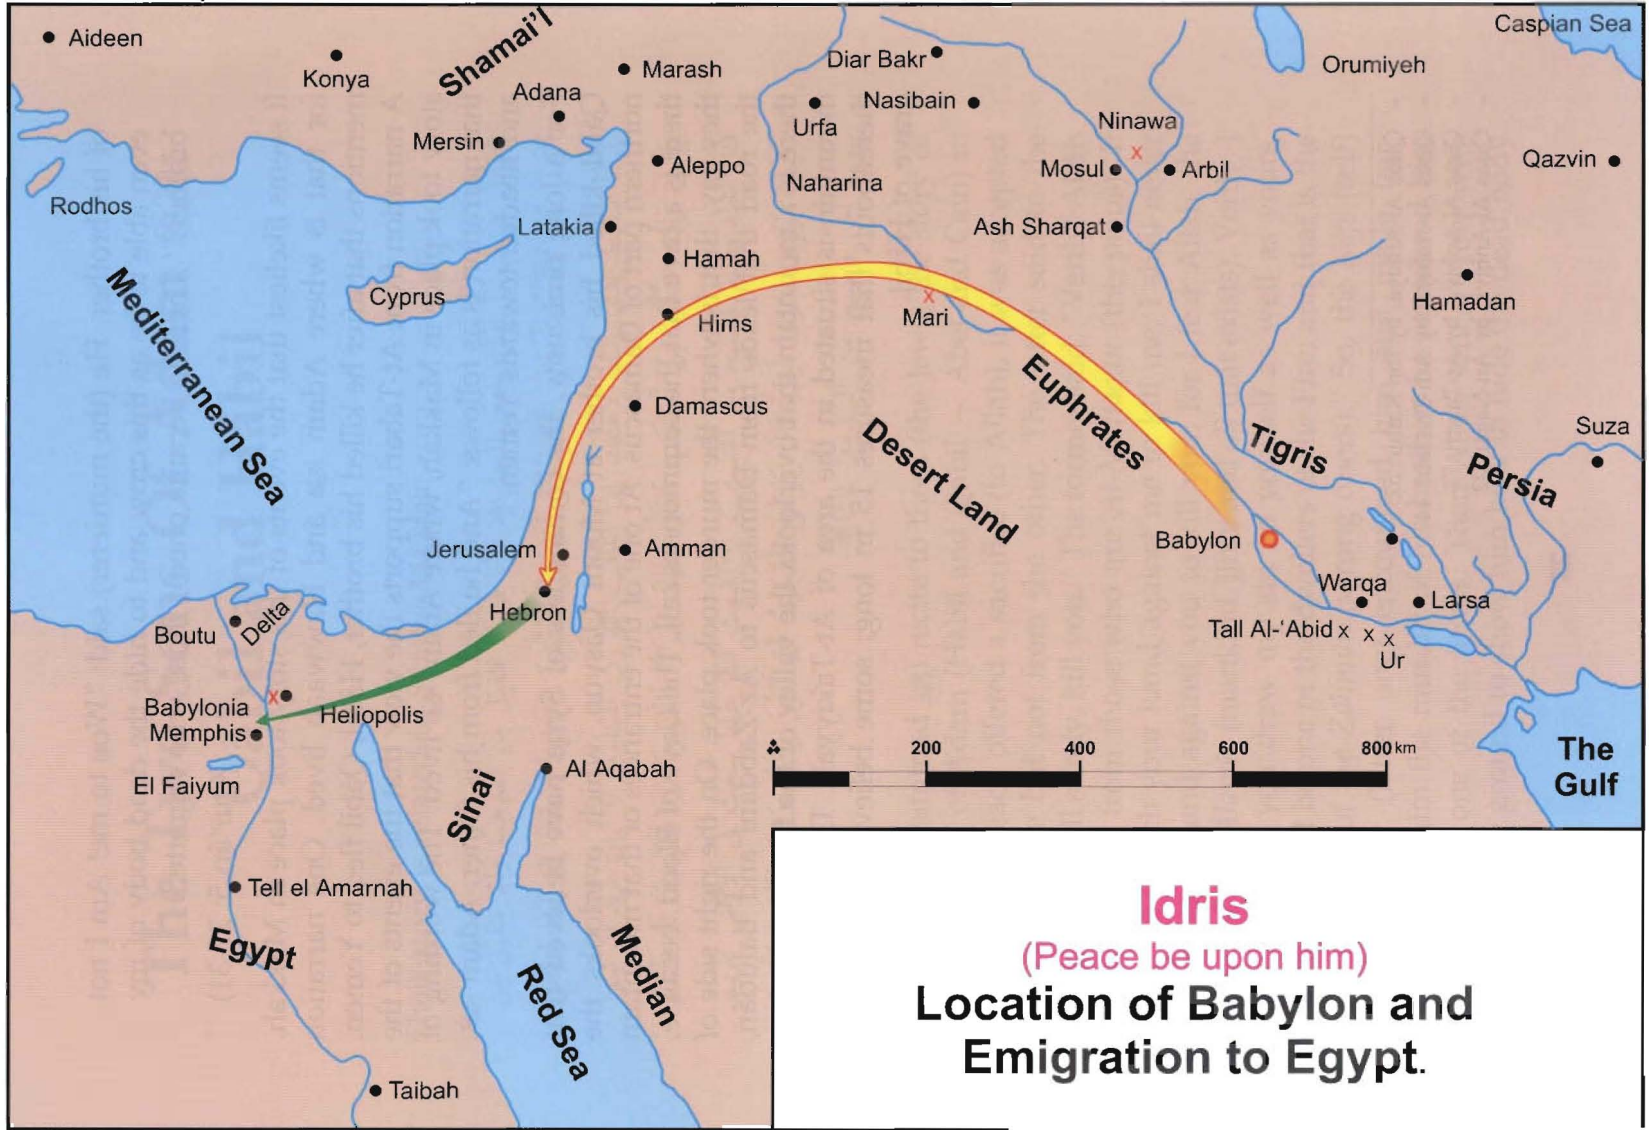 Aideen
Konya
Shamai'l
Adana
Mersin
Marash
Aleppo
Diar Bakr
Nasibain
Urfa
Naharina
Ninawa
Mosul
Arbil
Ash Sharqat
Orumiyeh
Caspian Sea
Qazvin
Hamadan
Rodhos
Latakia
Hamah
Cyprus
Hims
Mari
Mediterranean Sea
Damascus
Euphrates
Desert Land
Tigris
Persia
Suza
Jerusalem
Amman
Hebron
Babylon
Warqa
Larsa
Tall Al-'Abid x x x
Ur
Boutu
Delta
Babylonia
Memphis
Heliopolis
El Faiyum
Sinai
Al Aqabah
200 400 600 800 km
The
Gulf
Tell el Amarnah
Egypt
Red Sea
Median
Taibah
Idris
(Peace be upon him)
Location of Babylon and
Emigration to Egypt.